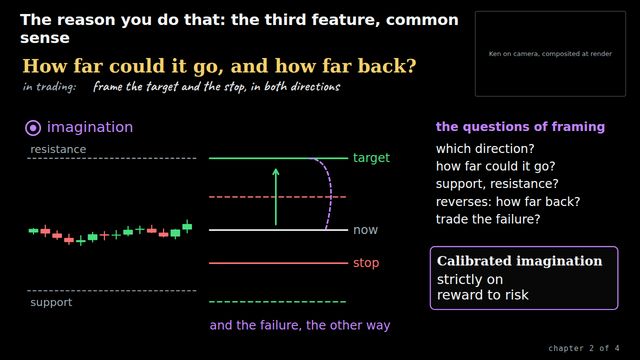 The reason you do that: the third feature, common
sense
Ken on camera, composited at render
How far could it go, and how far back?
in trading: frame the target and the stop, in both directions
imagination
resistance
support
target
now
stop
and the failure, the other way
the questions of framing
which direction?
how far could it go?
support, resistance?
reverses: how far back?
trade the failure?
Calibrated imagination
strictly on
reward to risk
chapter 2 of 4